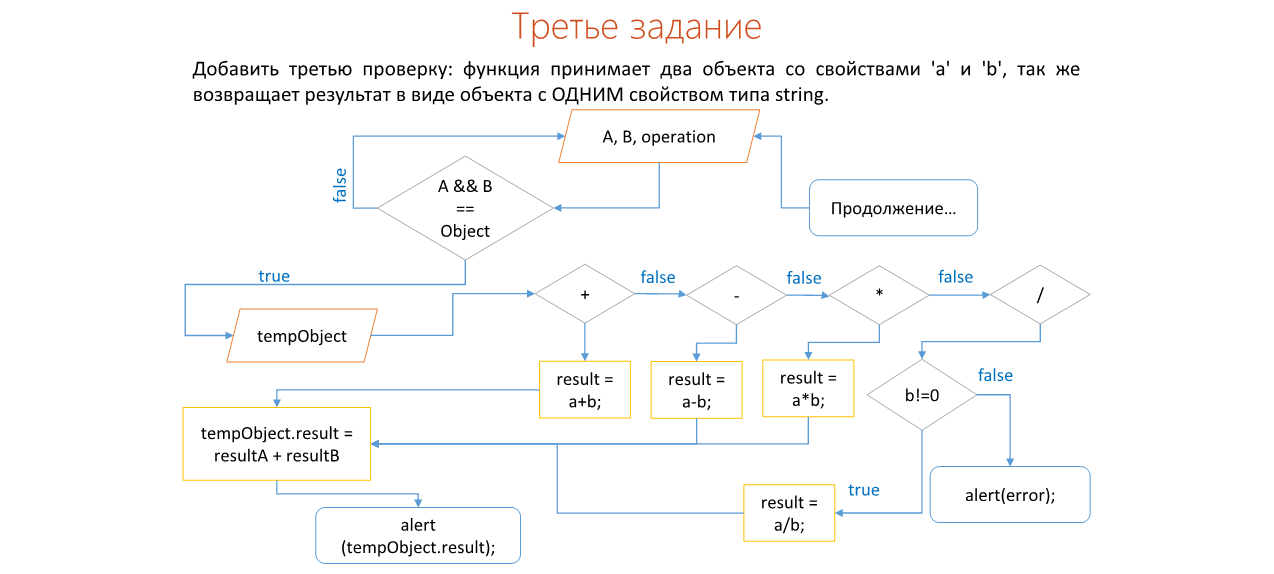 Третье задание
Добавить третью проверку: функция принимает два объекта со свойствами 'a' и 'b', так же
возвращает результат в виде объекта с ОДНИМ свойством типа string.
A, B, operation
false
A && B
==
Object
Продолжение...
true
tempObject
+
false
-
false
*
false
/
result =
a+b;
result =
a-b;
result =
a*b;
b!=0
false
tempObject.result =
resultA + resultB
true
result =
a/b;
alert(error);
alert
(tempObject.result);